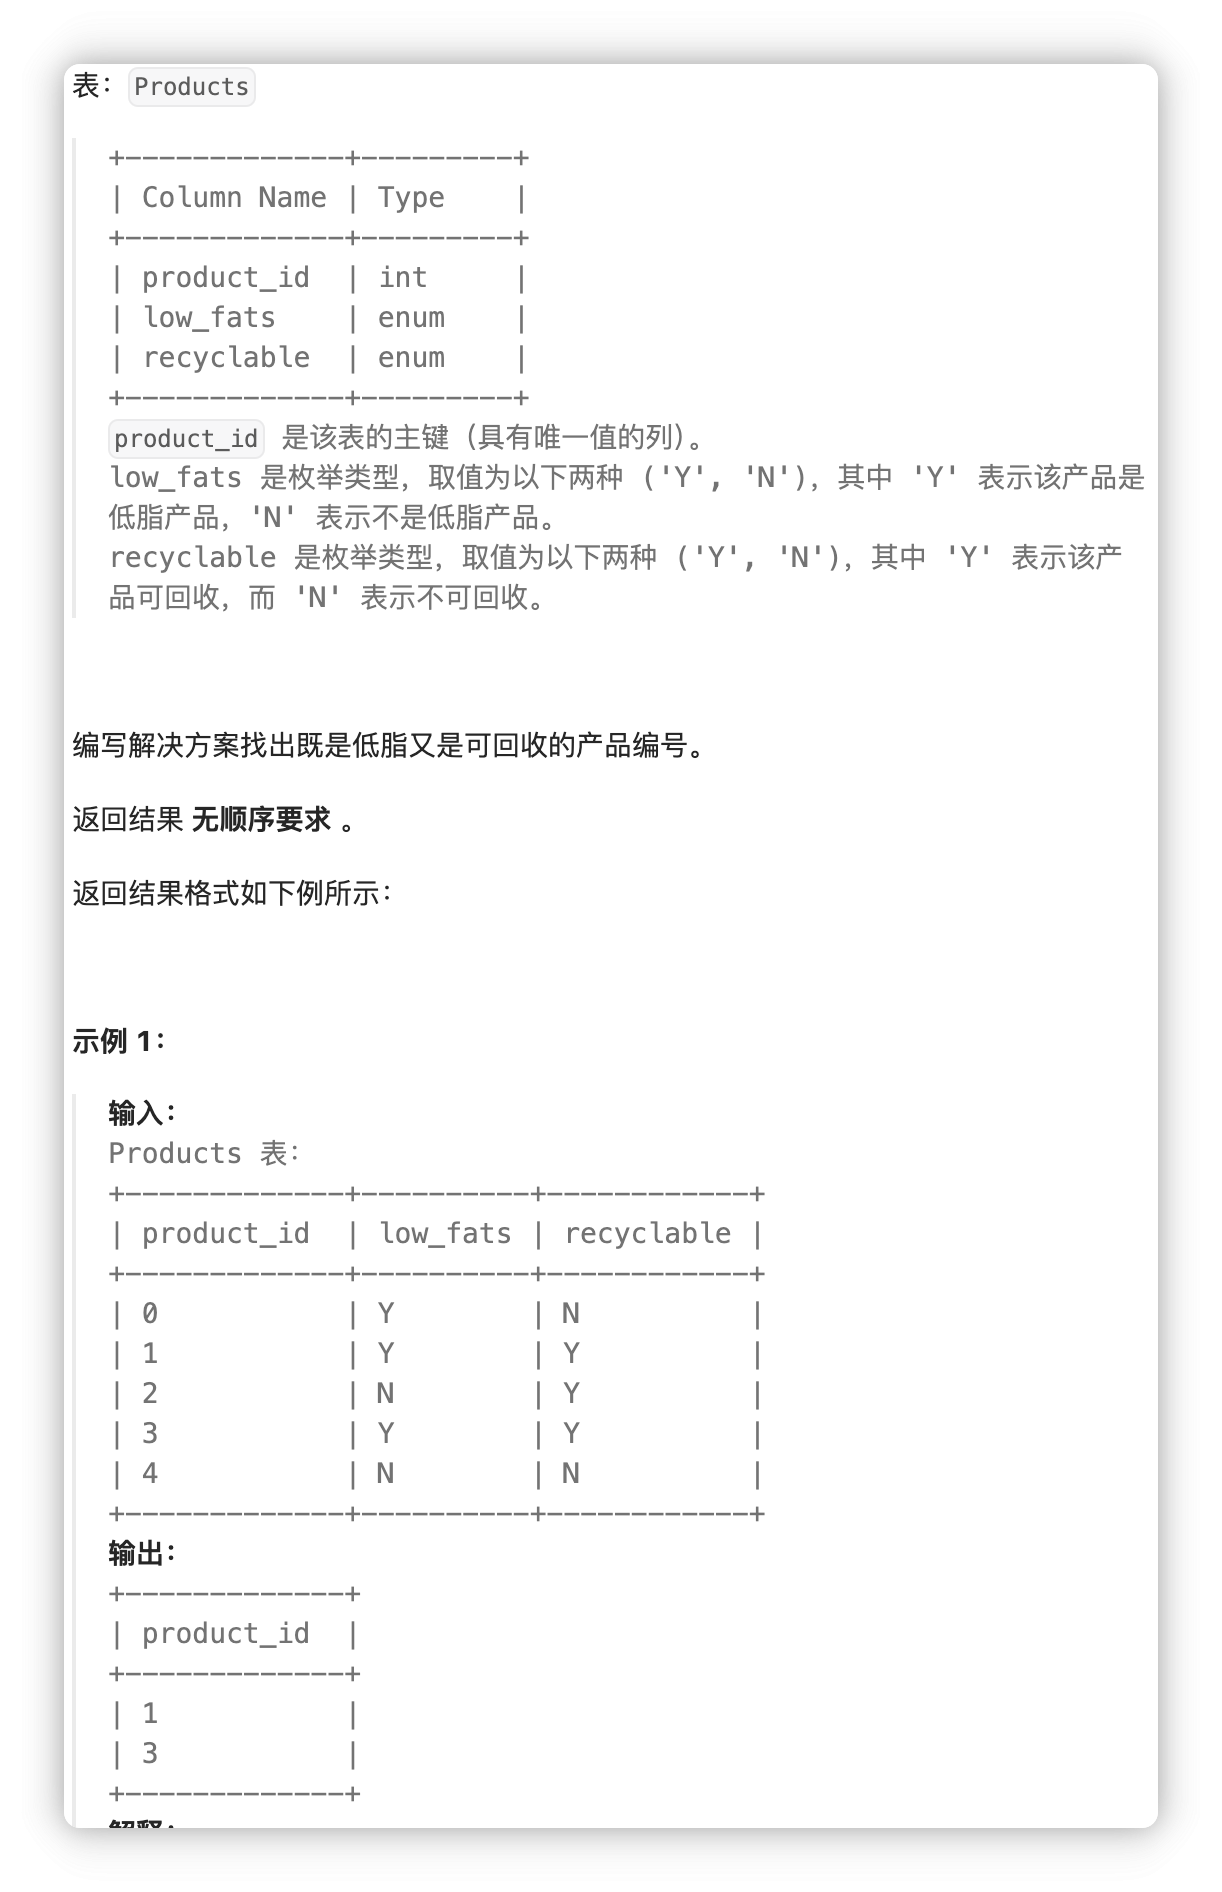 表： Products
+-------------+---------+
| Column Name | Type    |
+-------------+---------+
| product_id  | int     |
| low_fats    | enum    |
| recyclable  | enum    |
+-------------+---------+
product_id 是该表的主键（具有唯一值的列）。
low_fats 是枚举类型，取值为以下两种 ('Y', 'N')，其中 'Y' 表示该产品是
低脂产品，'N' 表示不是低脂产品。
recyclable 是枚举类型，取值为以下两种 ('Y', 'N')，其中 'Y' 表示该产
品可回收，而 'N' 表示不可回收。
编写解决方案找出既是低脂又是可回收的产品编号。
返回结果 无顺序要求 。
返回结果格式如下例所示：
示例 1：
输入：
Products 表：
+-------------+----------+------------+
| product_id  | low_fats | recyclable |
+-------------+----------+------------+
| 0           | Y        | N          |
| 1           | Y        | Y          |
| 2           | N        | Y          |
| 3           | Y        | Y          |
| 4           | N        | N          |
+-------------+----------+------------+
输出：
+-------------+
| product_id  |
+-------------+
| 1           |
| 3           |
+-------------+